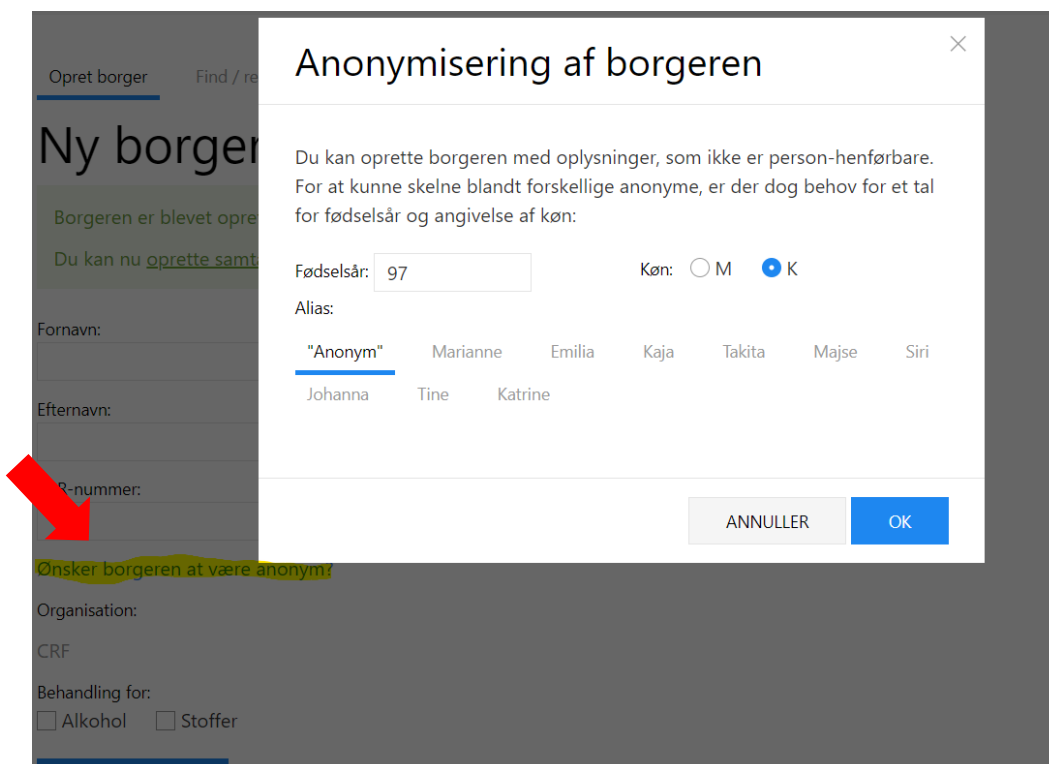 Opret borger Find / re
Ny borger
Borgeren er blevet opre
Du kan nu oprette samt
Fornavn:
Efternavn:
R-nummer:
Ønsker borgeren at være anonym?
Organisation:
CRF
Behandling for:
Alkohol Stoffer
Anonymisering af borgeren
Du kan oprette borgeren med oplysninger, som ikke er person-henførbare.
For at kunne skelne blandt forskellige anonyme, er der dog behov for et tal
for fødselsår og angivelse af køn:
Fødselsår: 97 Køn: M K
Alias:
"Anonym" Marianne Emilia Kaja Takita Majse Siri
Johanna Tine Katrine
ANNULLER OK